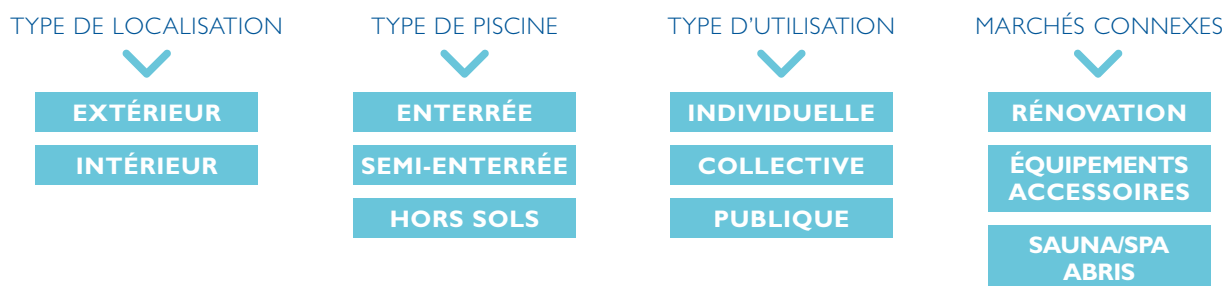 TYPE DE LOCALISATION
EXTÉRIEUR
INTÉRIEUR
TYPE DE PISCINE
ENTERRÉE
SEMI-ENTERRÉE
HORS SOLS
TYPE D'UTILISATION
INDIVIDUELLE
COLLECTIVE
PUBLIQUE
MARCHÉS CONNEXES
RÉNOVATION
ÉQUIPEMENTS
ACCESSOIRES
SAUNA/SPA
ABRIS